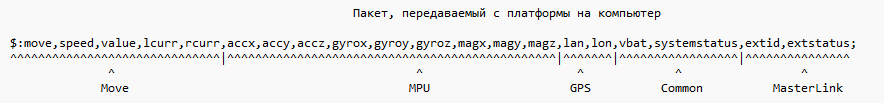 Пакет, передаваемый с платформы на компьютер
$:move,speed,value,lcurr,rcurr,accx,accy,accz,gyrox,gyroy,gyroz,magx,magy,magz,lan,lon,vbat,systemstatus,extid,extstatus;
^^^^^^^^^^^^^^^^^^^^^^^^^^^^^^|^^^^^^^^^^^^^^^^^^^^^^^^^^^^^^^^^^^^^^^^^^^^^^^|^^^^^^^|^^^^^^^^^^^^^^^^^|^^^^^^^^^^^^^^^
^ ^ ^ ^ ^
Move MPU GPS Common MasterLink